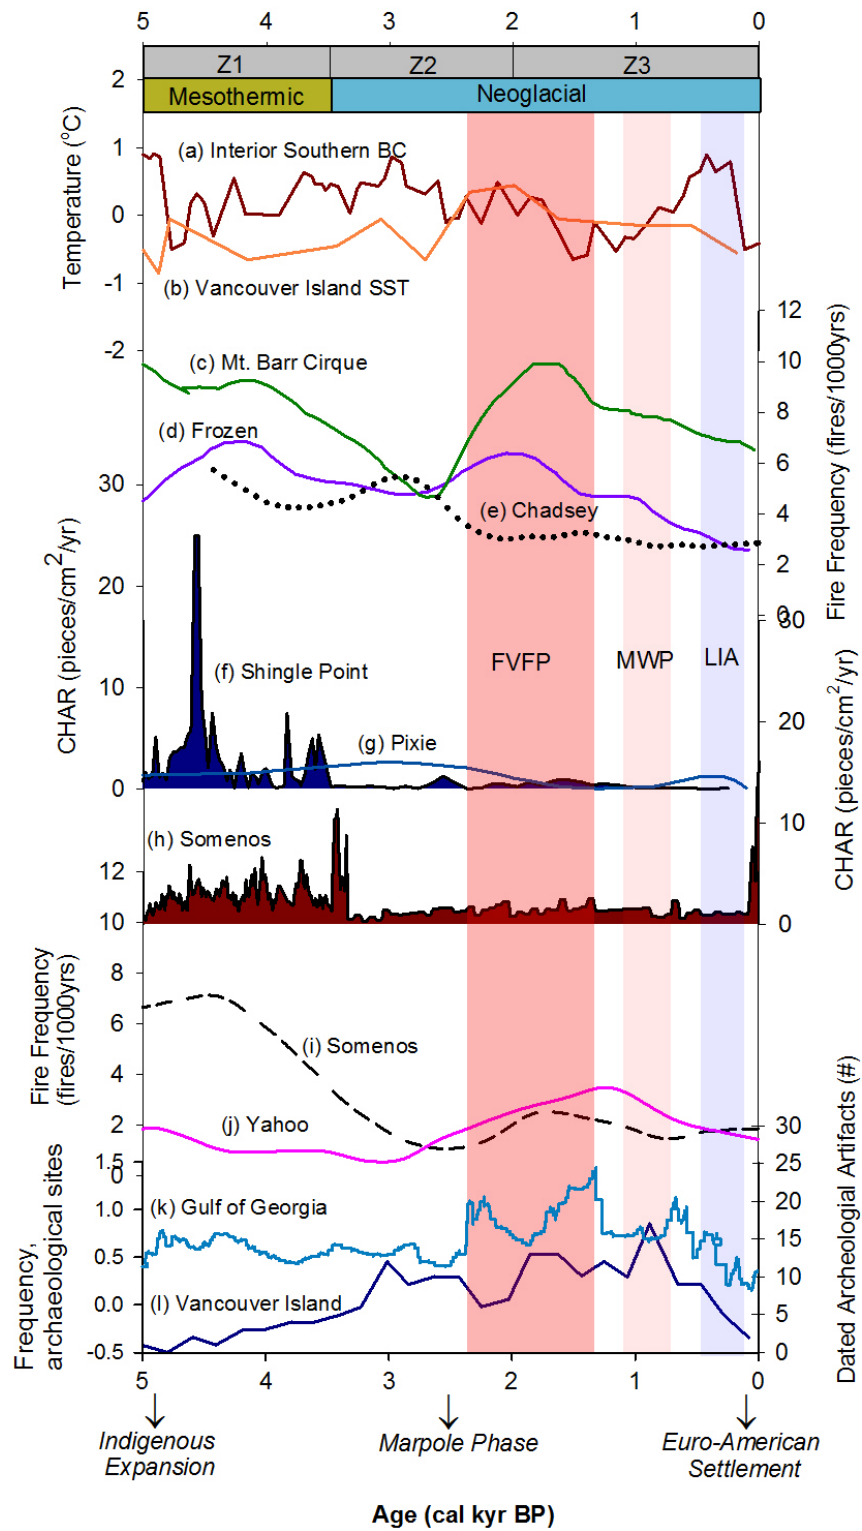 5 4 3 2 1 0
Z1 Z2 Z3
Mesothermic Neoglacial
2
1
0
-1
-2
Temperature (°C)
(a) Interior Southern BC
(b) Vancouver Island SST
12
10
8
6
4
2
0
Fire Frequency (fires/1000yrs)
(c) Mt. Barr Cirque
(d) Frozen
(e) Chadsey
30
20
10
0
CHAR (pieces/cm²/yr)
FVFP MWP LIA
(f) Shingle Point
(g) Pixie
30
20
10
0
CHAR (pieces/cm²/yr)
(h) Somenos
12
10
8
6
4
2
0
Fire Frequency
(fires/1000yrs)
(i) Somenos
(j) Yahoo
1.5
1.0
0.5
0.0
-0.5
Frequency,
archaeological sites
(k) Gulf of Georgia
(l) Vancouver Island
30
25
20
15
10
5
0
Dated Archeologial Artifacts (#)
5 4 3 2 1 0
Indigenous
Expansion
Marpole Phase
Euro-American
Settlement
Age (cal kyr BP)